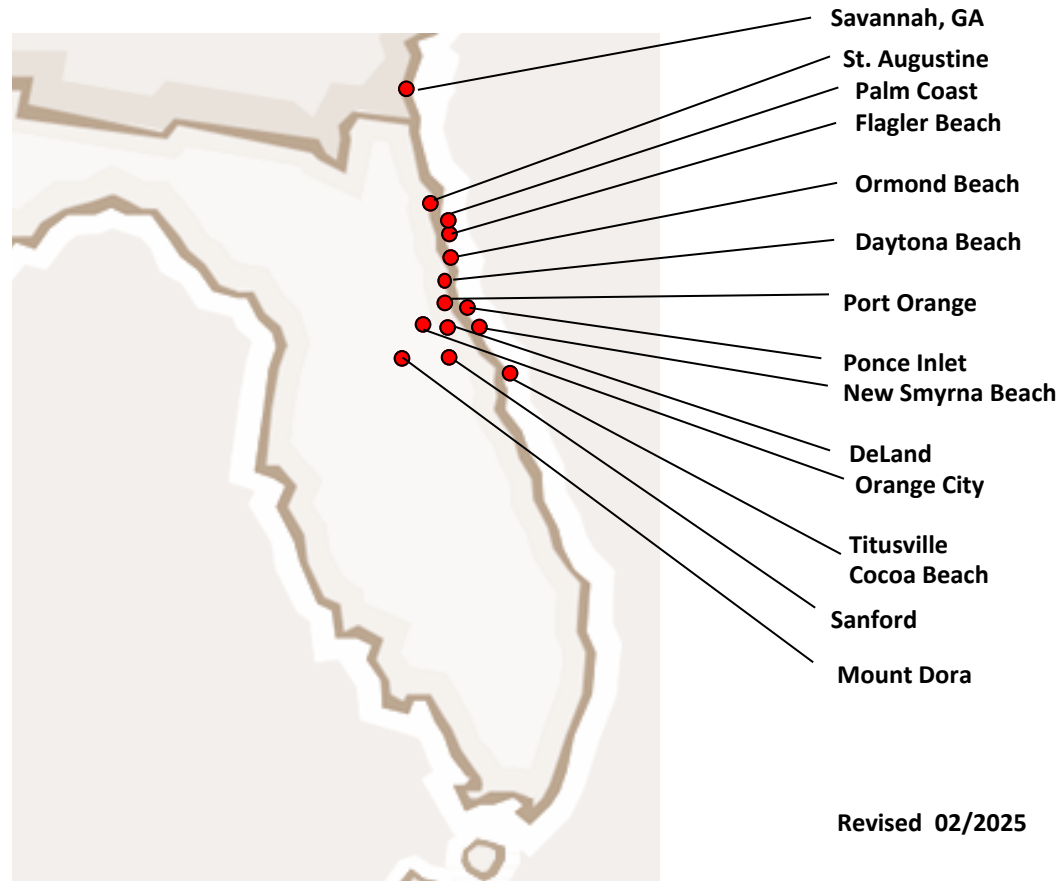 Savannah, GA
St. Augustine
Palm Coast
Flagler Beach
Ormond Beach
Daytona Beach
Port Orange
Ponce Inlet
New Smyrna Beach
DeLand
Orange City
Titusville
Cocoa Beach
Sanford
Mount Dora
Revised 02/2025